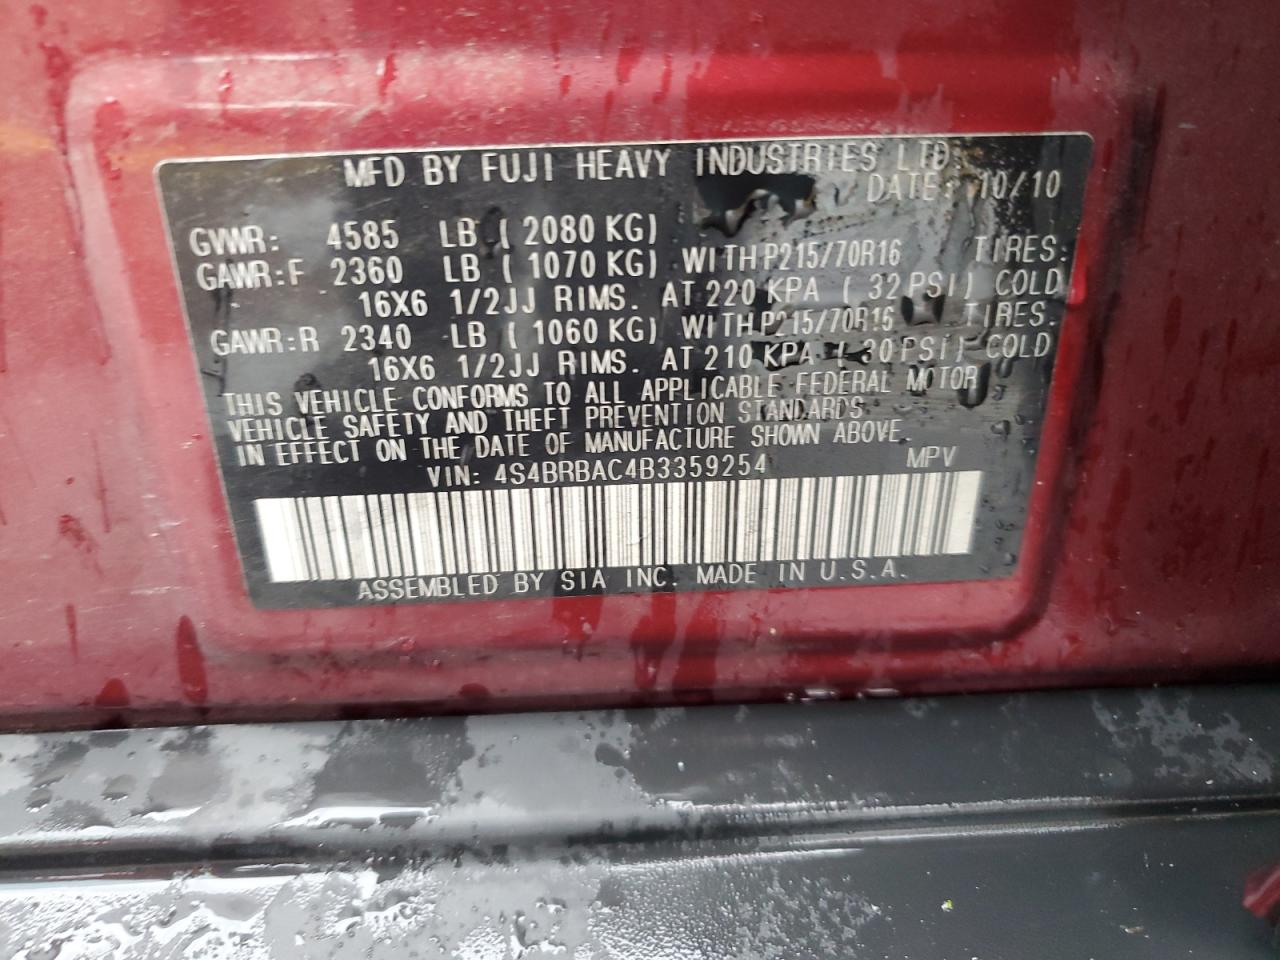 MFD BY FUJI HEAVY INDUSTRIES LTD.
DATE: 10/10
GVWR: 4585 LB ( 2080 KG)
GAWR:F 2360 LB ( 1070 KG) WITH P215/70R16 TIRES:
16X6 1/2JJ RIMS. AT 220 KPA ( 32 PSI) COLD
GAWR:R 2340 LB ( 1060 KG) WITH P215/70R16 TIRES.
16X6 1/2JJ RIMS. AT 210 KPA ( 30 PSI) COLD
THIS VEHICLE CONFORMS TO ALL APPLICABLE FEDERAL MOTOR
VEHICLE SAFETY AND THEFT PREVENTION STANDARDS
IN EFFECT ON THE DATE OF MANUFACTURE SHOWN ABOVE.
VIN: 4S4BRBAC4B3359254 MPV
ASSEMBLED BY SIA INC. MADE IN U.S.A.